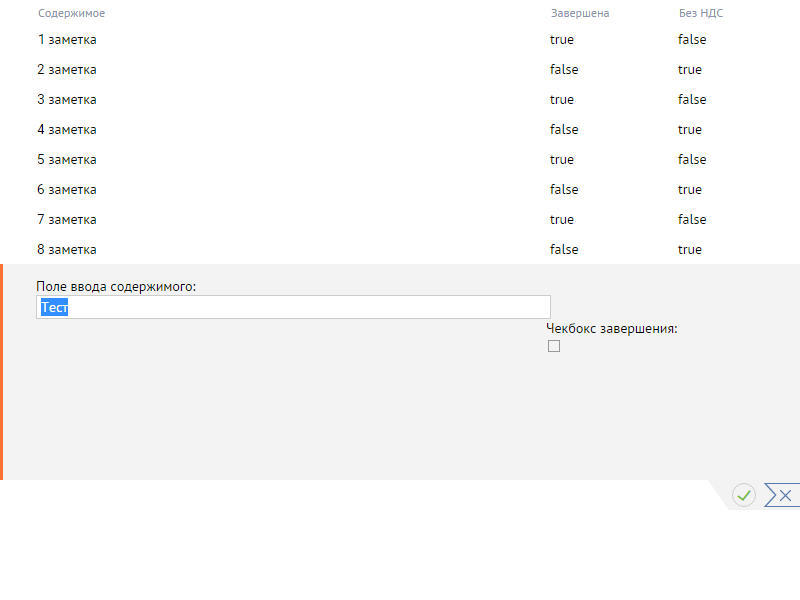 Содержимое Завершена Без НДС
1 заметка true false
2 заметка false true
3 заметка true false
4 заметка false true
5 заметка true false
6 заметка false true
7 заметка true false
8 заметка false true
Поле ввода содержимого:
Тест
Чекбокс завершения: